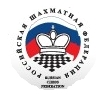 РОССИЙСКАЯ ШАХМАТНАЯ ФЕДЕРАЦИЯ
RUSSIAN
CHESS
FEDERATION